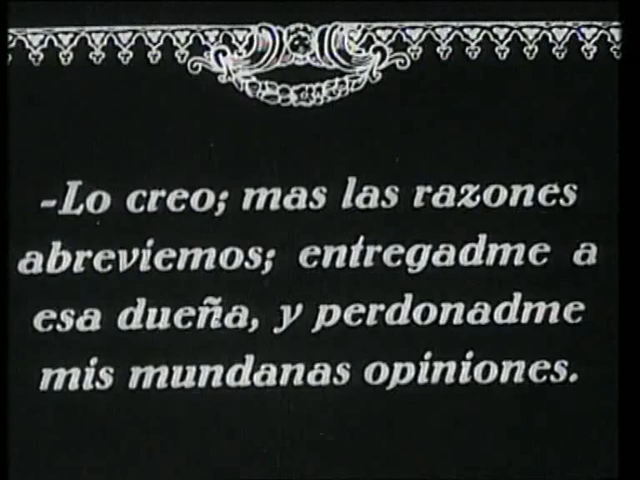 -Lo creo; mas las razones
abreviemos; entregadme a
esa dueña, y perdonadme
mis mundanas opiniones.